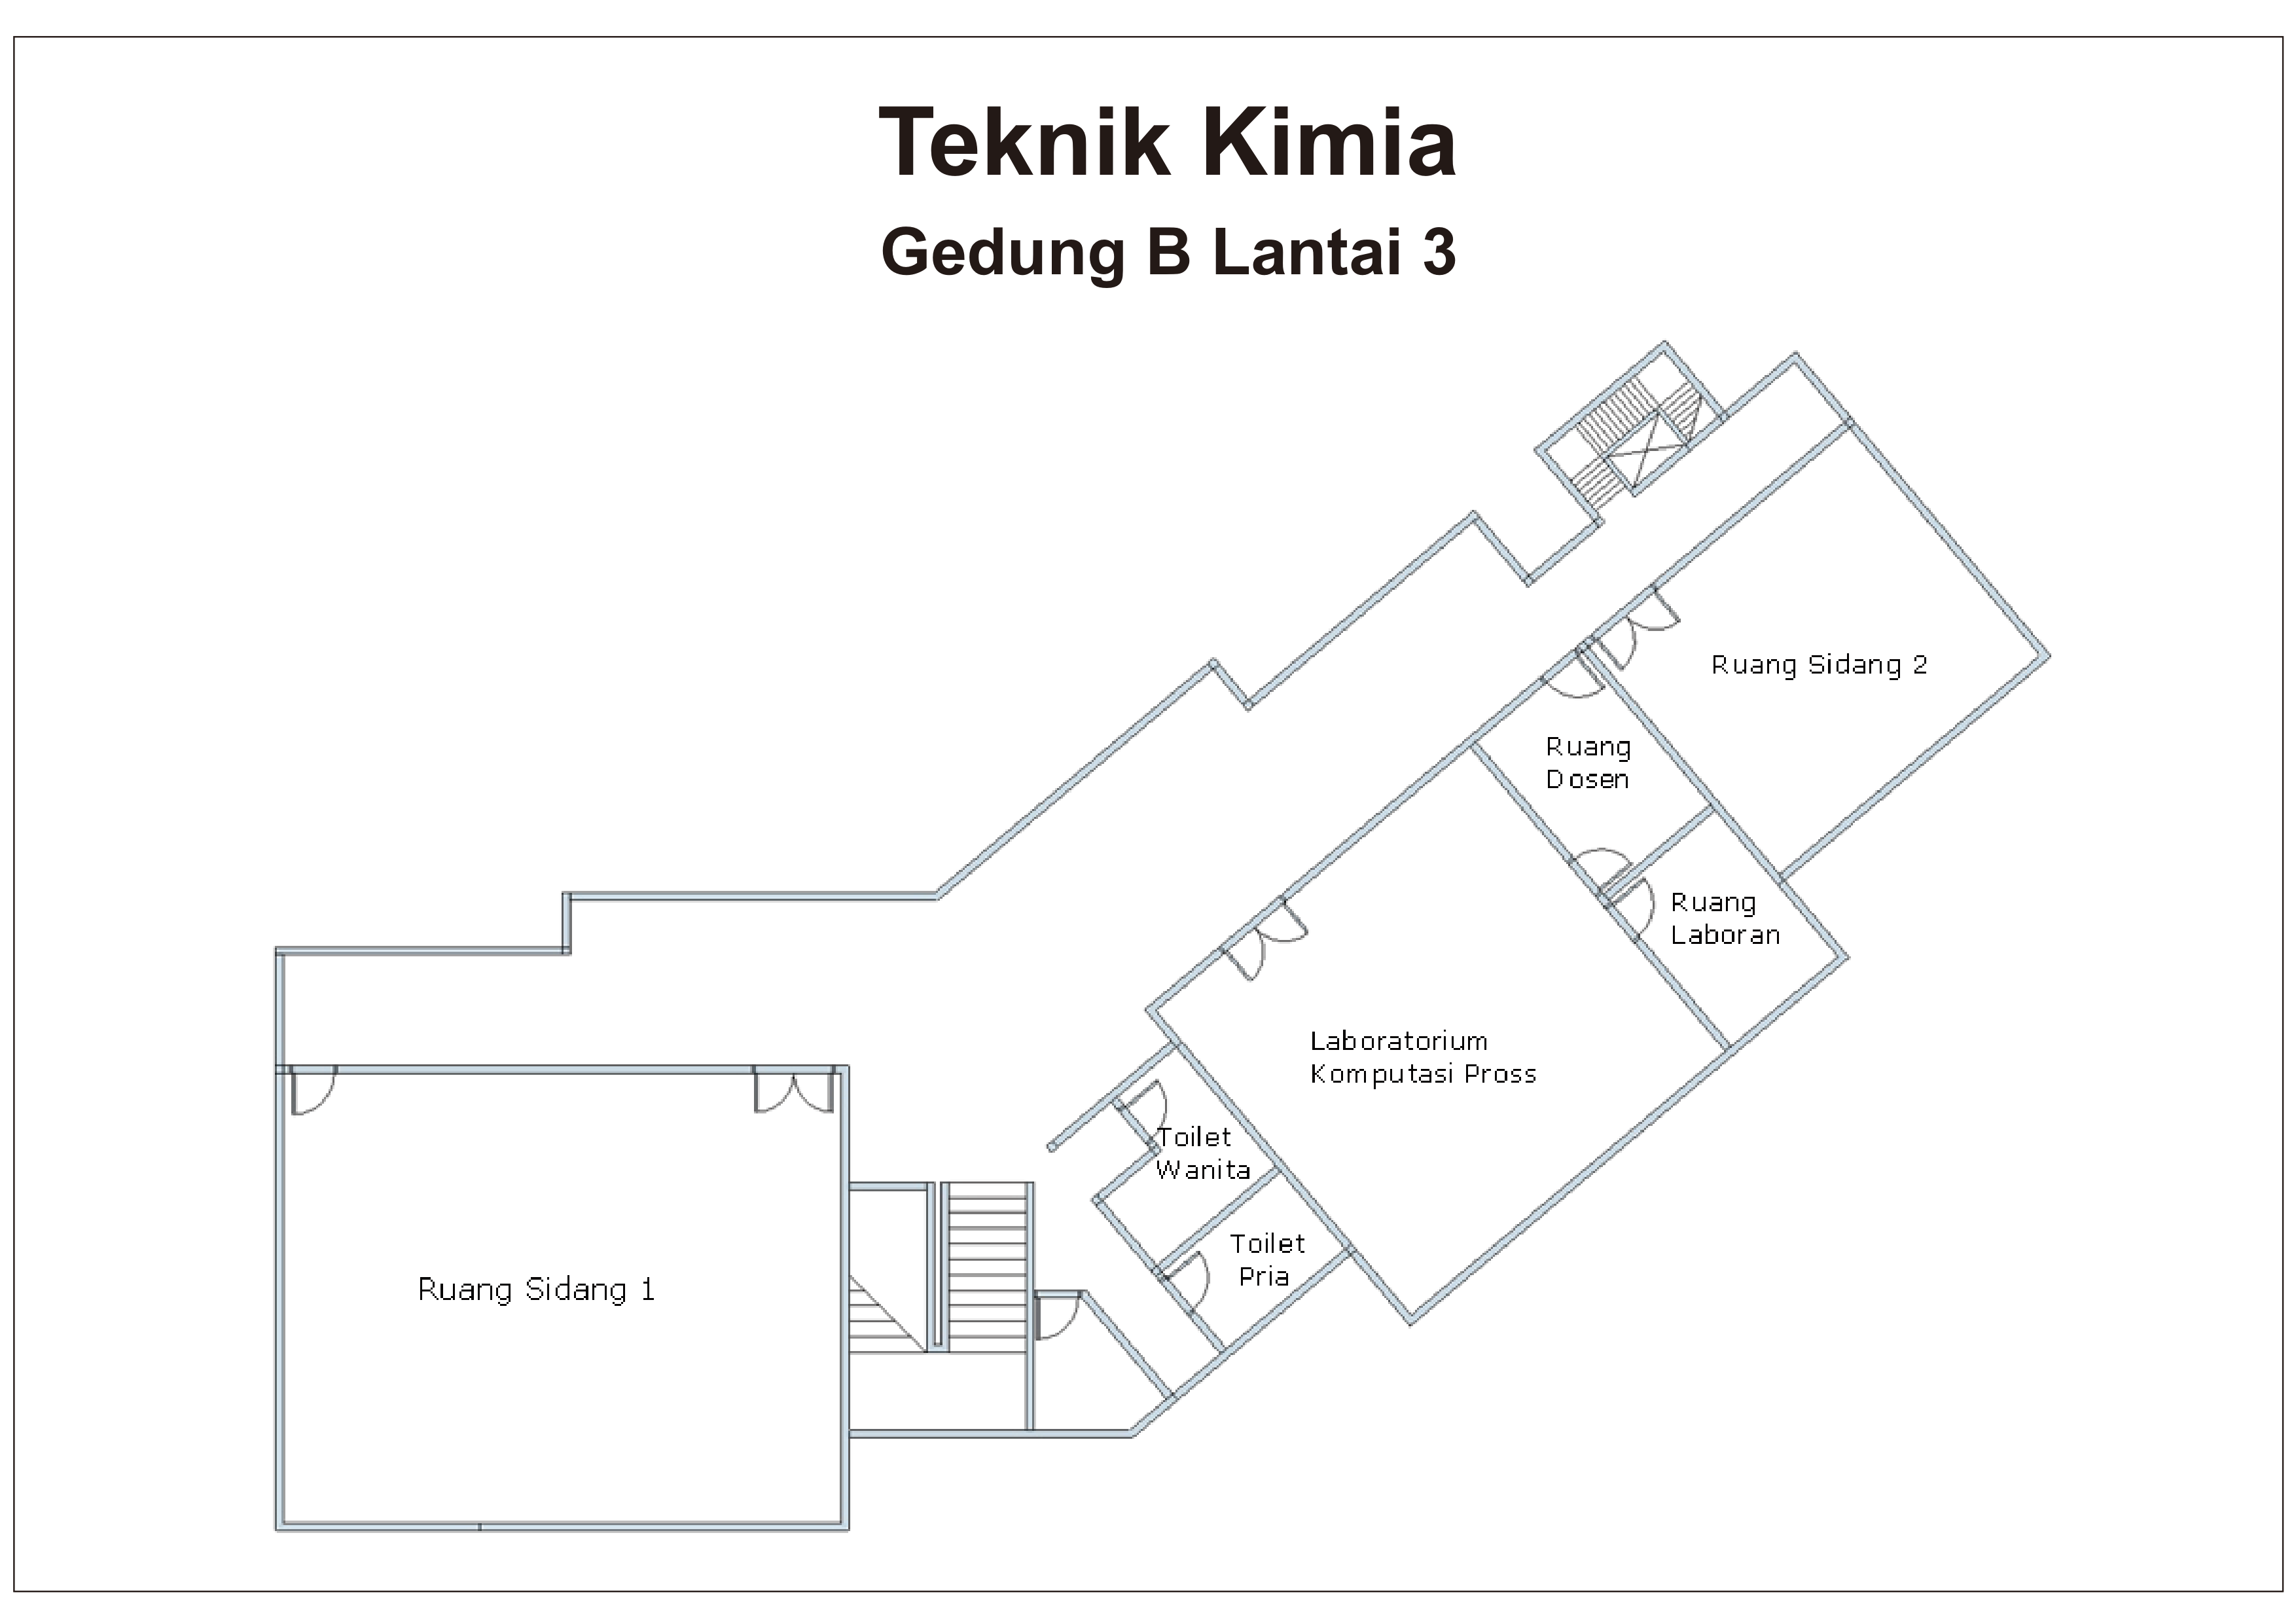 Teknik Kimia
Gedung B Lantai 3
Ruang Sidang 2
Ruang
Dosen
Ruang
Laboran
Laboratorium
Komputasi Pross
Toilet
Wanita
Toilet
Pria
Ruang Sidang 1